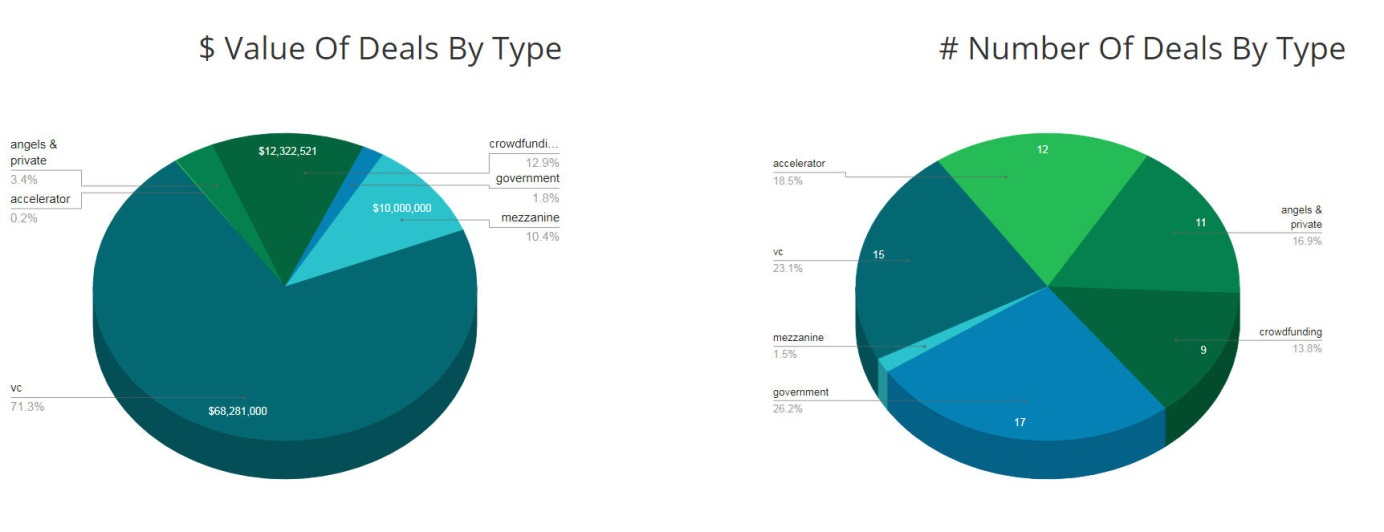 $ Value Of Deals By Type
angels &
private
3.4%
accelerator
0.2%
vc
71.3%
$12,322,521
$10,000,000
$68,281,000
crowdfundi...
12.9%
government
1.8%
mezzanine
10.4%
# Number Of Deals By Type
accelerator
18.5%
vc
23.1%
mezzanine
1.5%
government
26.2%
12
11
15
9
17
angels &
private
16.9%
crowdfunding
13.8%